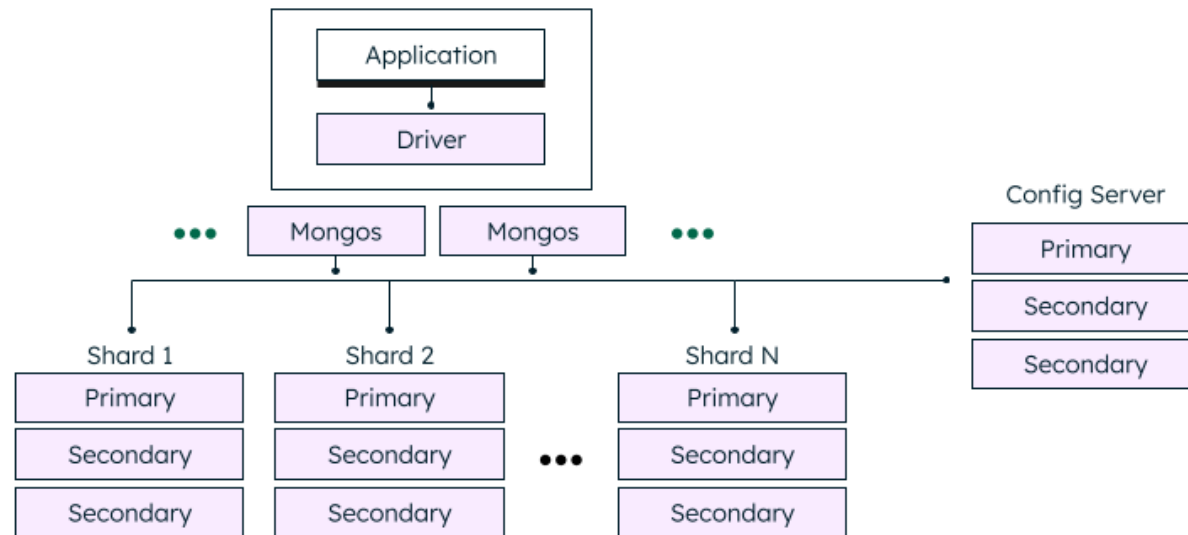 Application
Driver
Mongos
Mongos
Config Server
Primary
Secondary
Secondary
Shard 1
Primary
Secondary
Secondary
Shard 2
Primary
Secondary
Secondary
Shard N
Primary
Secondary
Secondary